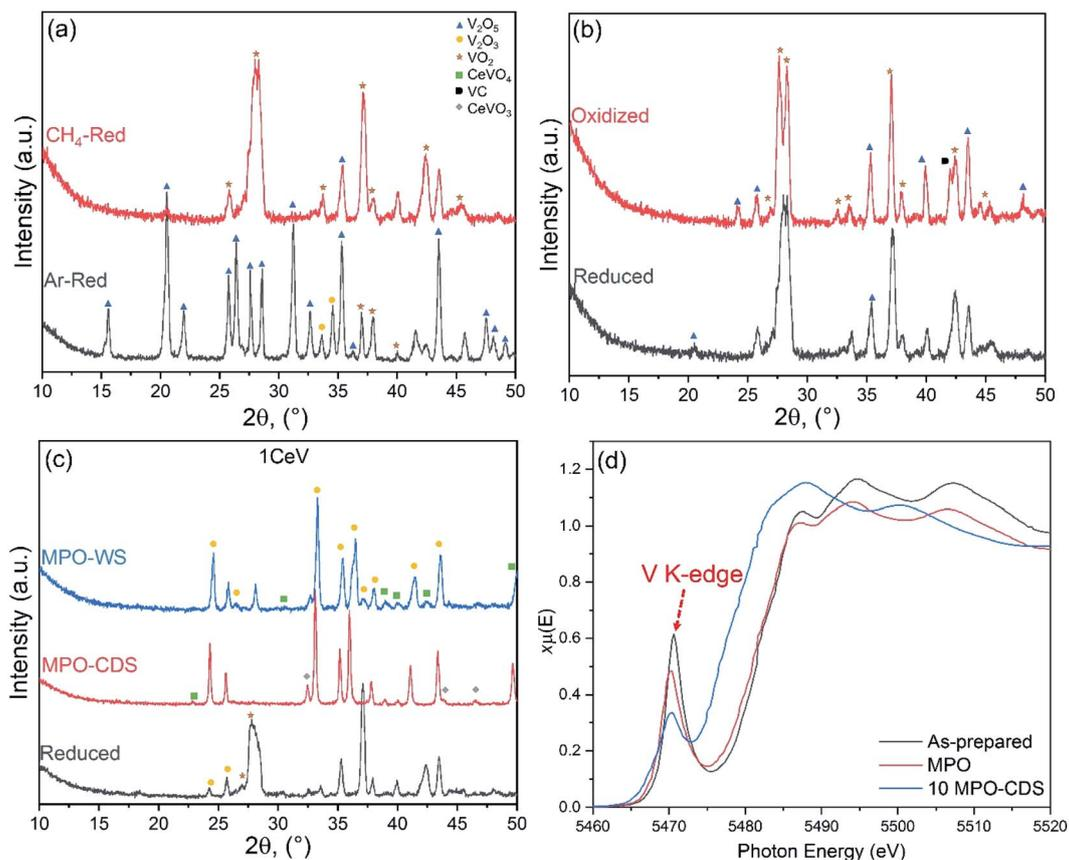 (a)
V₂O₅
V₂O₃
VO₂
CeVO₄
VC
CeVO₃
CH₄-Red
Ar-Red
Intensity (a.u.)
10 15 20 25 30 35 40 45 50
2θ, (°)
(b)
Oxidized
Reduced
Intensity (a.u.)
10 15 20 25 30 35 40 45 50
2θ, (°)
(c)
1CeV
MPO-WS
MPO-CDS
Reduced
Intensity (a.u.)
10 15 20 25 30 35 40 45 50
2θ, (°)
(d)
V K-edge
1.2
1.0
0.8
0.6
0.4
0.2
0.0
xμ(E)
As-prepared
MPO
10 MPO-CDS
5460 5470 5480 5490 5500 5510 5520
Photon Energy (eV)